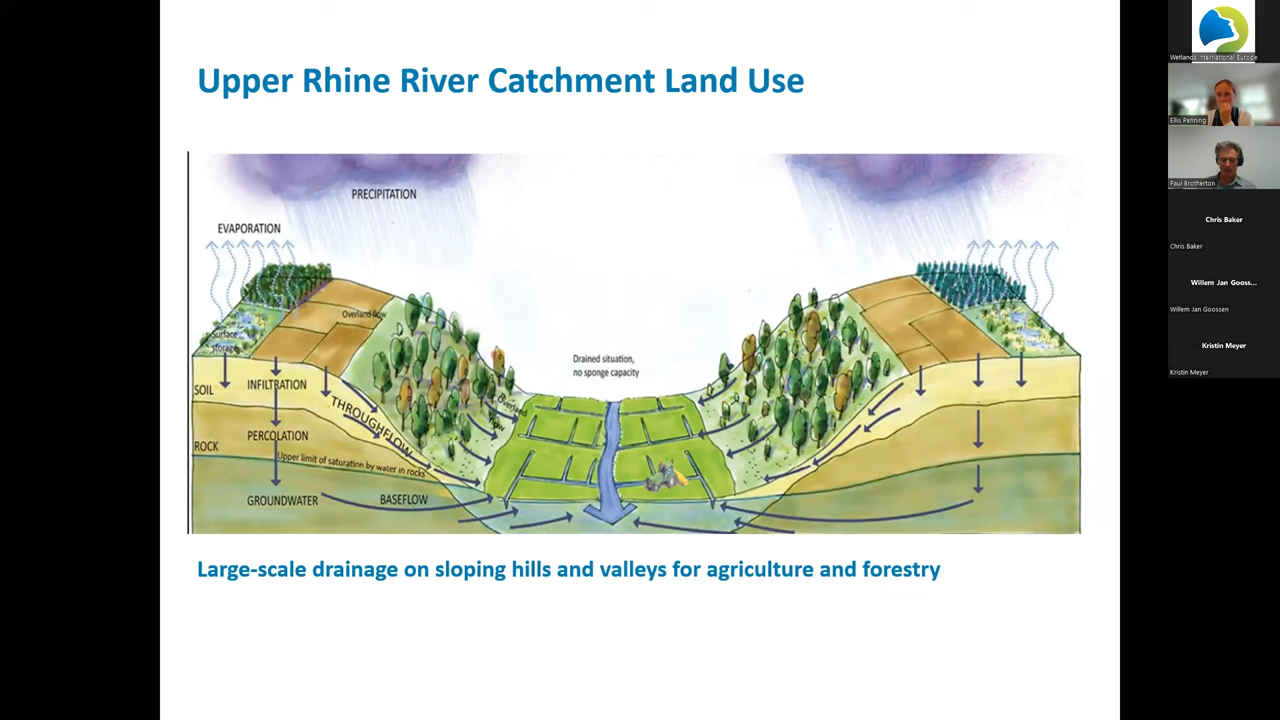 Upper Rhine River Catchment Land Use
PRECIPITATION
EVAPORATION
Overland flow
Surface
storage
Drained situation,
no sponge capacity
SOIL
INFILTRATION
THROUGHFLOW
Overland
flow
ROCK
PERCOLATION
Upper limit of saturation by water in rocks
GROUNDWATER
BASEFLOW
Large-scale drainage on sloping hills and valleys for agriculture and forestry
Wetlands International Europe
Ellis Penning
Paul Brotherton
Chris Baker
Chris Baker
Willem Jan Gooss...
Willem Jan Goossen
Kristin Meyer
Kristin Meyer